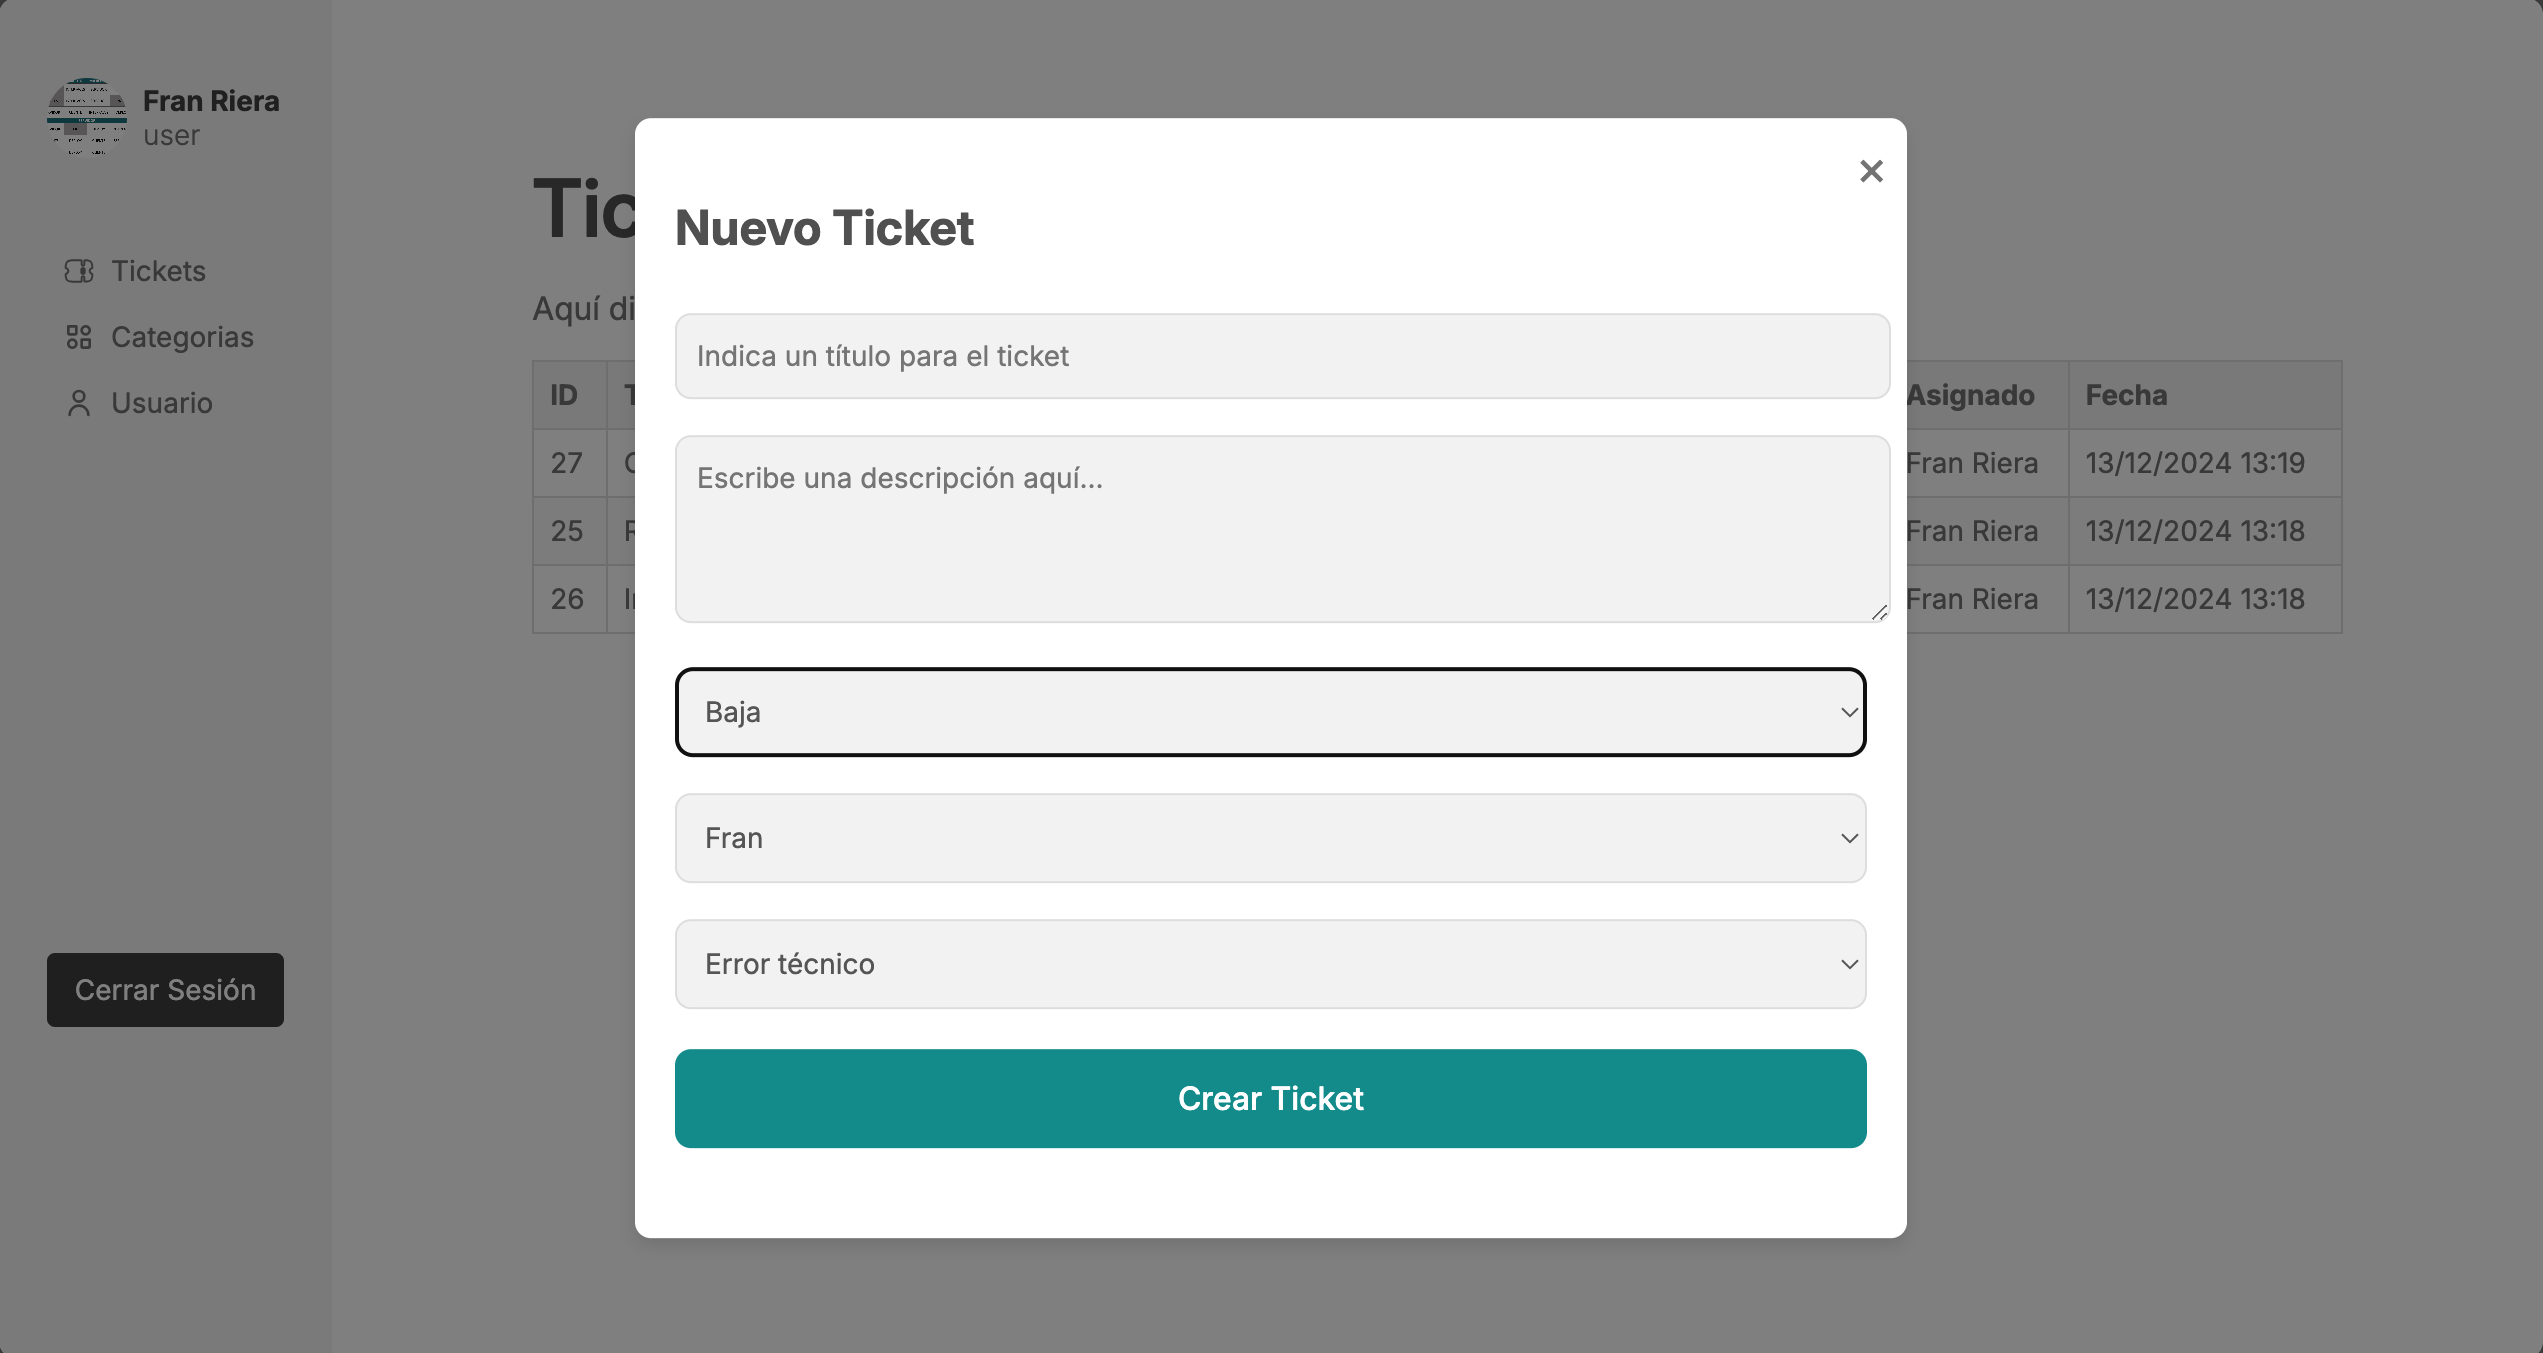 Fran Riera
user
Tickets
Categorias
Usuario
Cerrar Sesión
Tic
Aquí di
ID
Asignado Fecha
27 Fran Riera 13/12/2024 13:19
25 Fran Riera 13/12/2024 13:18
26 Fran Riera 13/12/2024 13:18
Nuevo Ticket
Indica un título para el ticket
Escribe una descripción aquí...
Baja
Fran
Error técnico
Crear Ticket